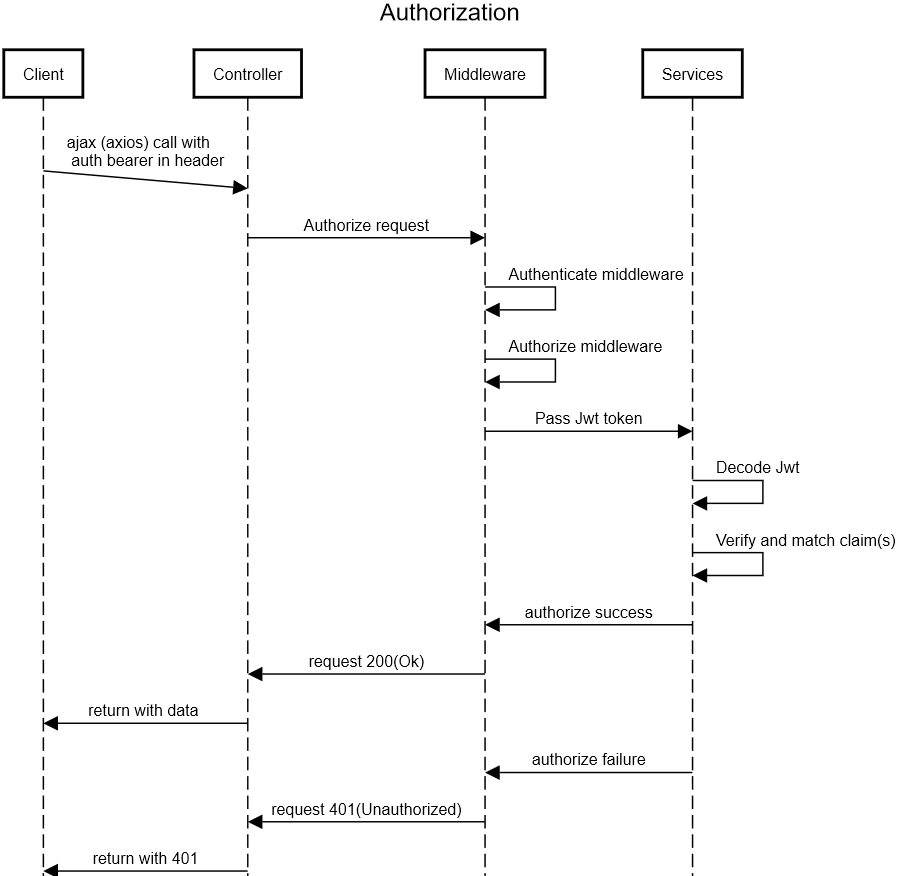 Authorization
Client
Controller
Middleware
Services
ajax (axios) call with
auth bearer in header
Authorize request
Authenticate middleware
Authorize middleware
Pass Jwt token
Decode Jwt
Verify and match claim(s)
authorize success
request 200(Ok)
return with data
authorize failure
request 401(Unauthorized)
return with 401